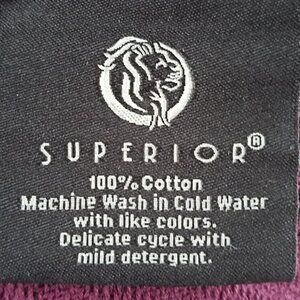 SUPERIOR®
100% Cotton
Machine Wash in Cold Water
with like colors.
Delicate cycle with
mild detergent.